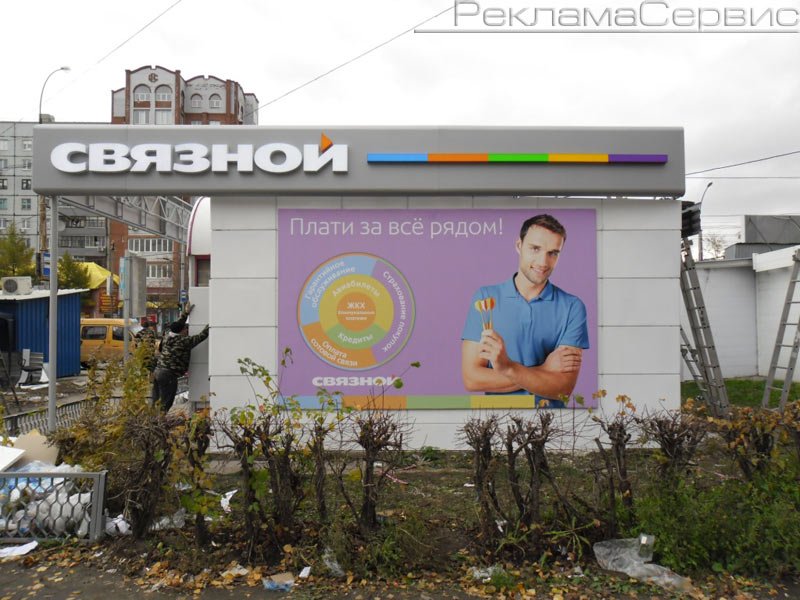 РекламаСервис
СВЯЗНОЙ
Плати за всё рядом!
Гарантийное обслуживание
Страхование покупок
Авиабилеты
ЖКХ
Коммунальные
платежи
Кредиты
Оплата
сотовой связи
СВЯЗНОЙ